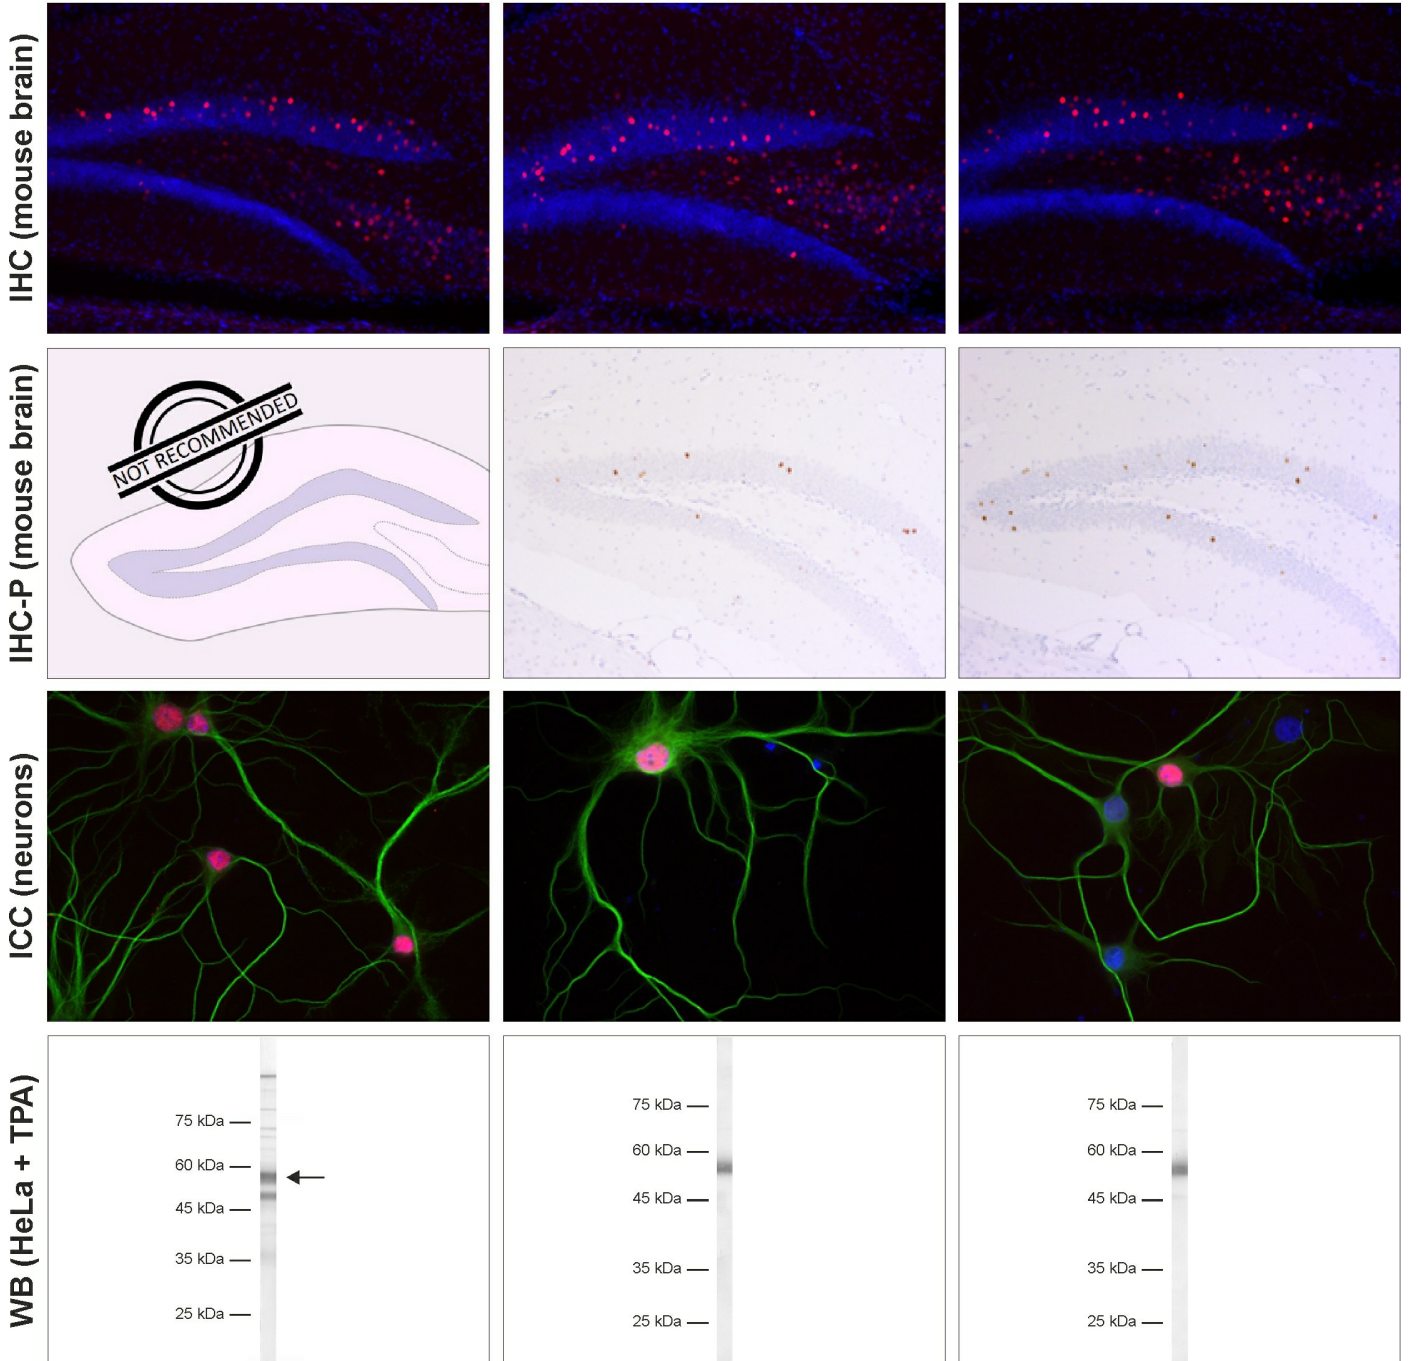 IHC (mouse brain)
IHC-P (mouse brain)
NOT RECOMMENDED
ICC (neurons)
WB (HeLa + TPA)
75 kDa
60 kDa
45 kDa
35 kDa
25 kDa
75 kDa
60 kDa
45 kDa
35 kDa
25 kDa
75 kDa
60 kDa
45 kDa
35 kDa
25 kDa